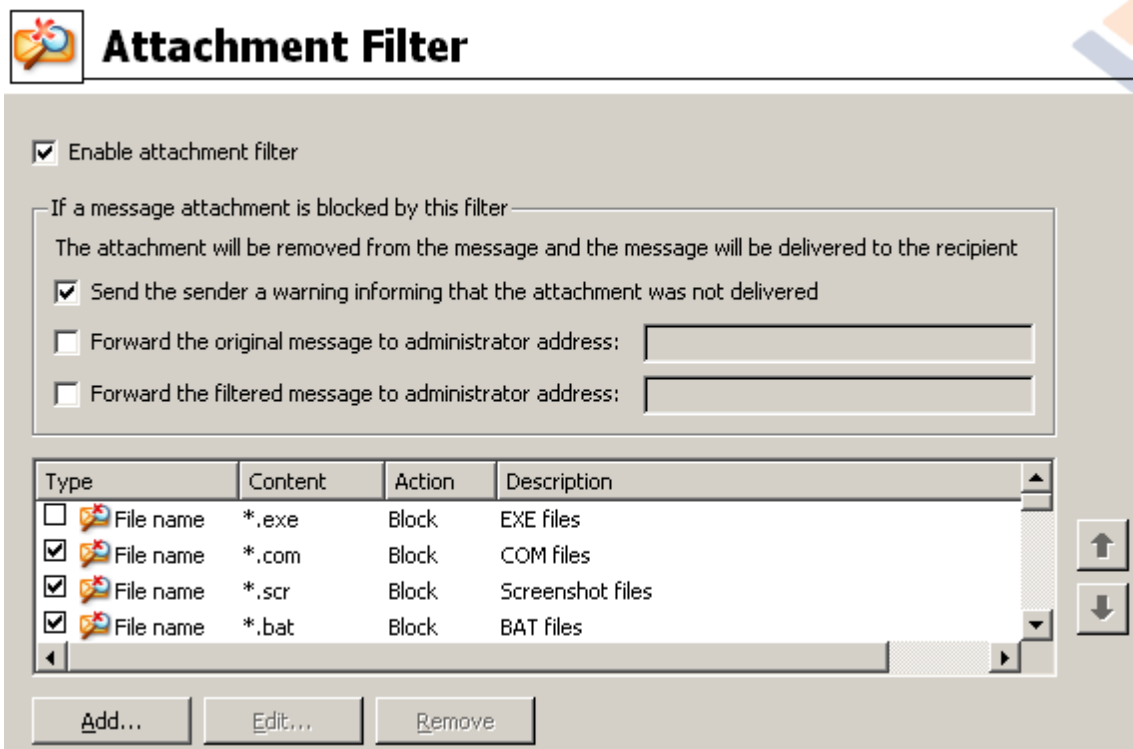 Attachment Filter
Enable attachment filter
If a message attachment is blocked by this filter
The attachment will be removed from the message and the message will be delivered to the recipient
Send the sender a warning informing that the attachment was not delivered
Forward the original message to administrator address:
Forward the filtered message to administrator address:
Type Content Action Description
File name *.exe Block EXE files
File name *.com Block COM files
File name *.scr Block Screenshot files
File name *.bat Block BAT files
Add... Edit... Remove